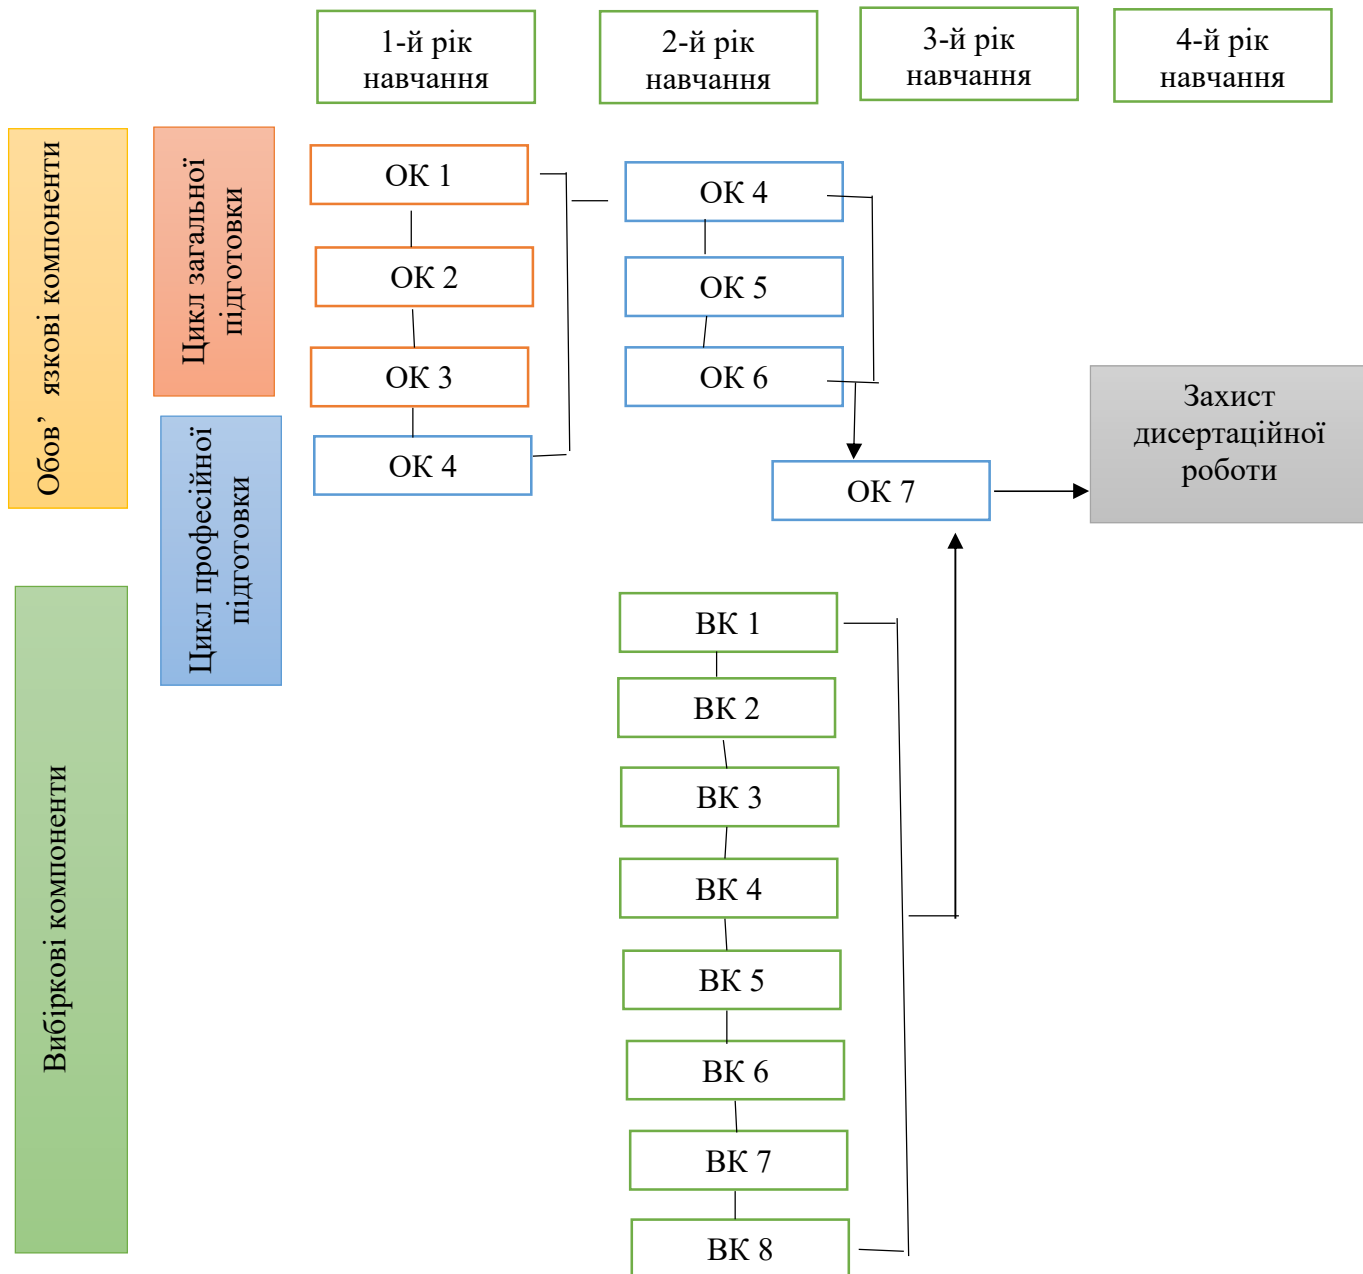 1-й рік
навчання
2-й рік
навчання
3-й рік
навчання
4-й рік
навчання
Обов’ язкові компоненти
Цикл загальної
підготовки
ОК 1
ОК 2
ОК 3
ОК 4
ОК 4
ОК 5
ОК 6
ОК 7
Захист
дисертаційної
роботи
Цикл професійної
підготовки
Вибіркові компоненти
ВК 1
ВК 2
ВК 3
ВК 4
ВК 5
ВК 6
ВК 7
ВК 8